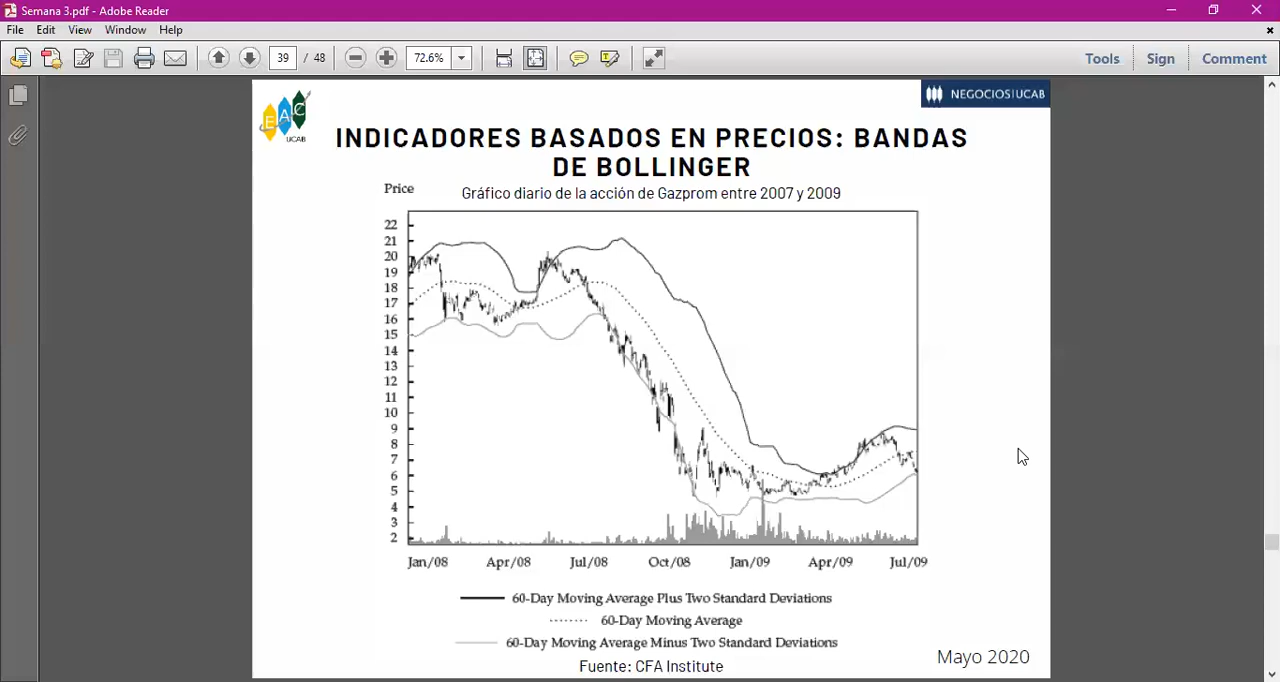 Semana 3.pdf - Adobe Reader
File Edit View Window Help
39 / 48 72.6% Tools Sign Comment
EAC
UCAB
NEGOCIOS|UCAB
INDICADORES BASADOS EN PRECIOS: BANDAS
DE BOLLINGER
Price
Gráfico diario de la acción de Gazprom entre 2007 y 2009
22
21
20
19
18
17
16
15
14
13
12
11
10
9
8
7
6
5
4
3
2
Jan/08 Apr/08 Jul/08 Oct/08 Jan/09 Apr/09 Jul/09
60-Day Moving Average Plus Two Standard Deviations
60-Day Moving Average
60-Day Moving Average Minus Two Standard Deviations
Fuente: CFA Institute
Mayo 2020